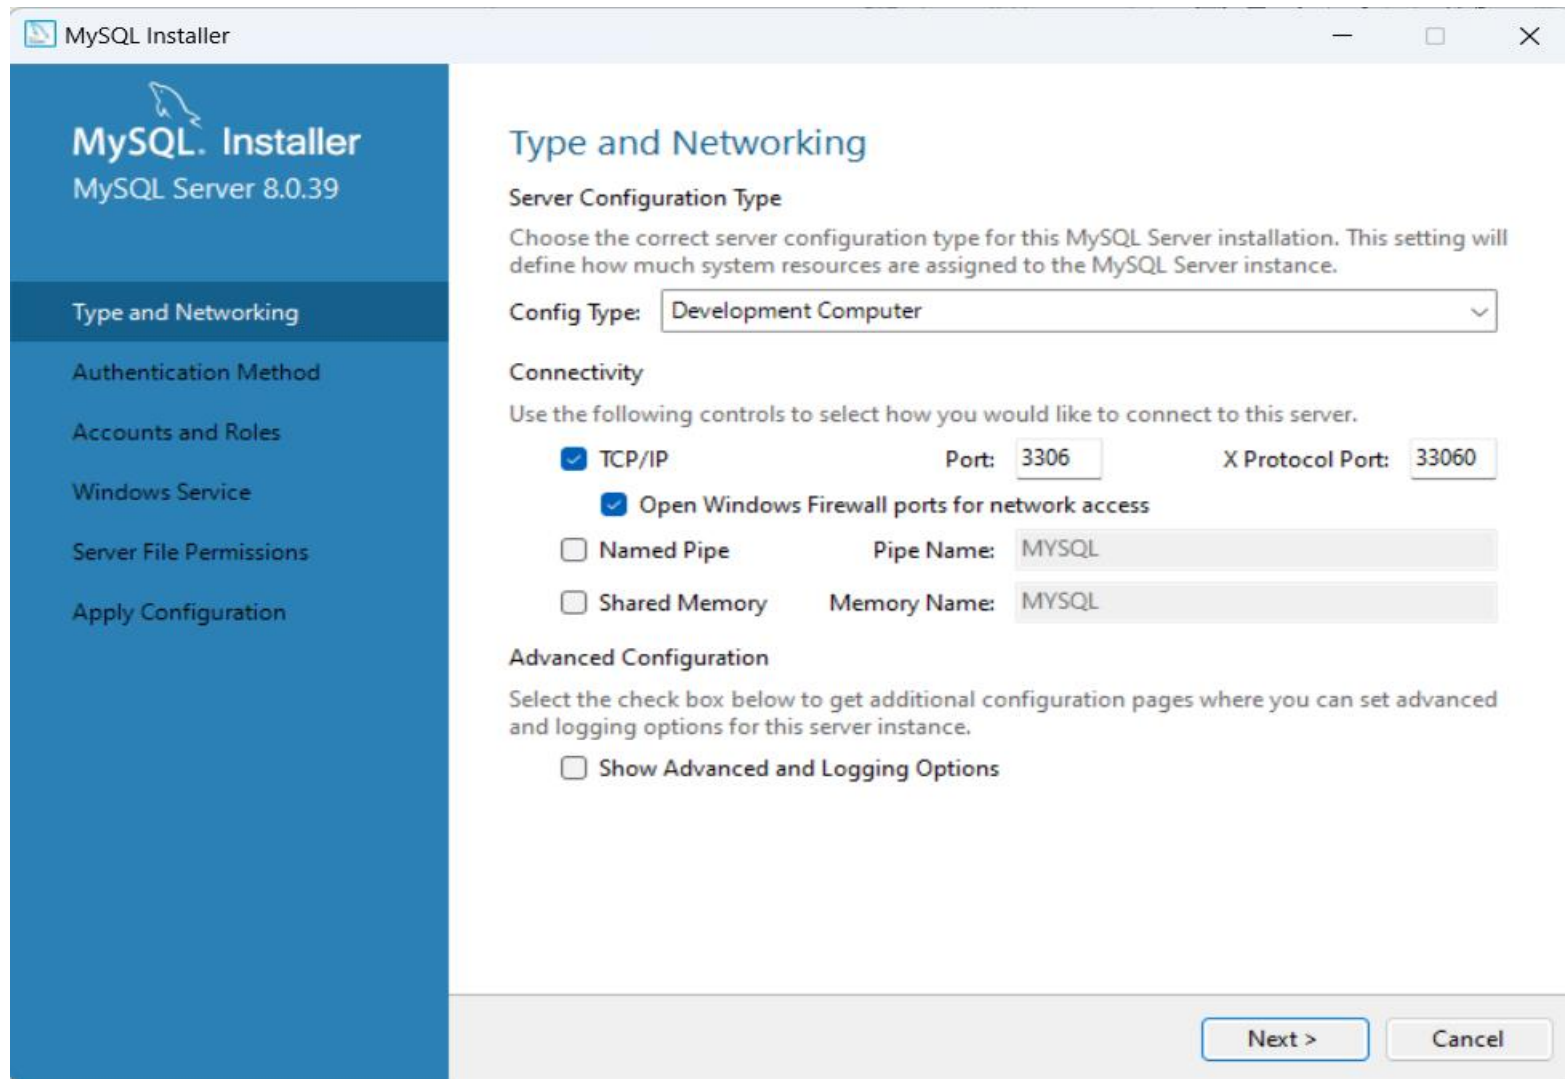 MySQL Installer
MySQL. Installer
MySQL Server 8.0.39
Type and Networking
Authentication Method
Accounts and Roles
Windows Service
Server File Permissions
Apply Configuration
Type and Networking
Server Configuration Type
Choose the correct server configuration type for this MySQL Server installation. This setting will
define how much system resources are assigned to the MySQL Server instance.
Config Type: Development Computer
Connectivity
Use the following controls to select how you would like to connect to this server.
TCP/IP Port: 3306 X Protocol Port: 33060
Open Windows Firewall ports for network access
Named Pipe Pipe Name: MYSQL
Shared Memory Memory Name: MYSQL
Advanced Configuration
Select the check box below to get additional configuration pages where you can set advanced
and logging options for this server instance.
Show Advanced and Logging Options
Next > Cancel